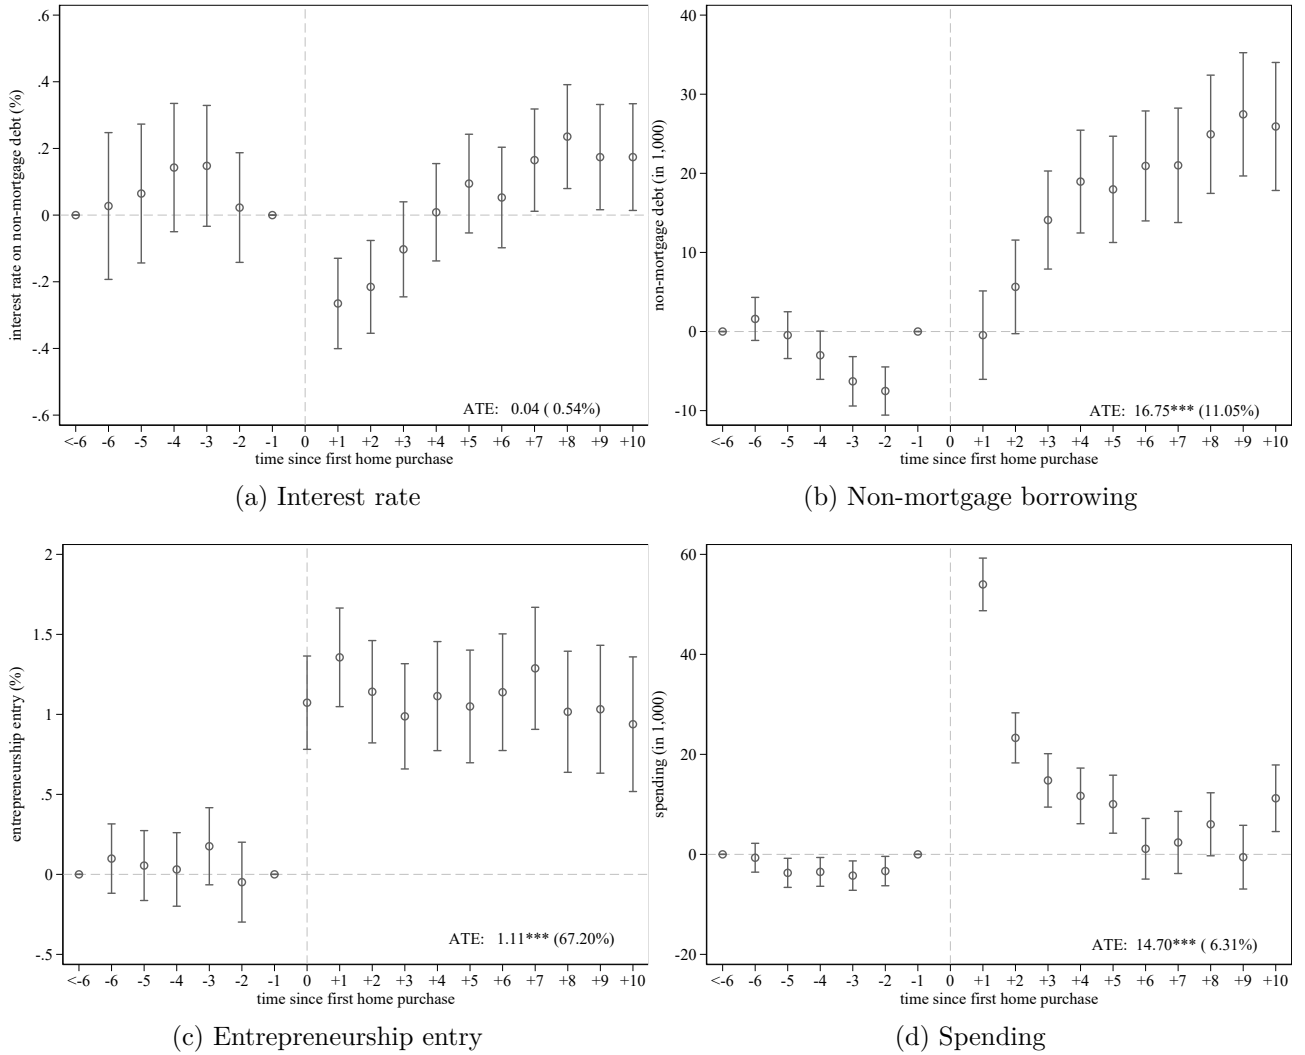 .6
.4
.2
0
-.2
-.4
-.6
interest rate on non-mortgage debt (%)
ATE: 0.04 ( 0.54%)
<-6 -6 -5 -4 -3 -2 -1 0 +1 +2 +3 +4 +5 +6 +7 +8 +9 +10
time since first home purchase
(a) Interest rate
40
30
20
10
0
-10
non-mortgage debt (in 1,000)
ATE: 16.75*** (11.05%)
<-6 -6 -5 -4 -3 -2 -1 0 +1 +2 +3 +4 +5 +6 +7 +8 +9 +10
time since first home purchase
(b) Non-mortgage borrowing
2
1.5
1
.5
0
-.5
entrepreneurship entry (%)
ATE: 1.11*** (67.20%)
<-6 -6 -5 -4 -3 -2 -1 0 +1 +2 +3 +4 +5 +6 +7 +8 +9 +10
time since first home purchase
(c) Entrepreneurship entry
60
40
20
0
-20
spending (in 1,000)
ATE: 14.70*** ( 6.31%)
<-6 -6 -5 -4 -3 -2 -1 0 +1 +2 +3 +4 +5 +6 +7 +8 +9 +10
time since first home purchase
(d) Spending